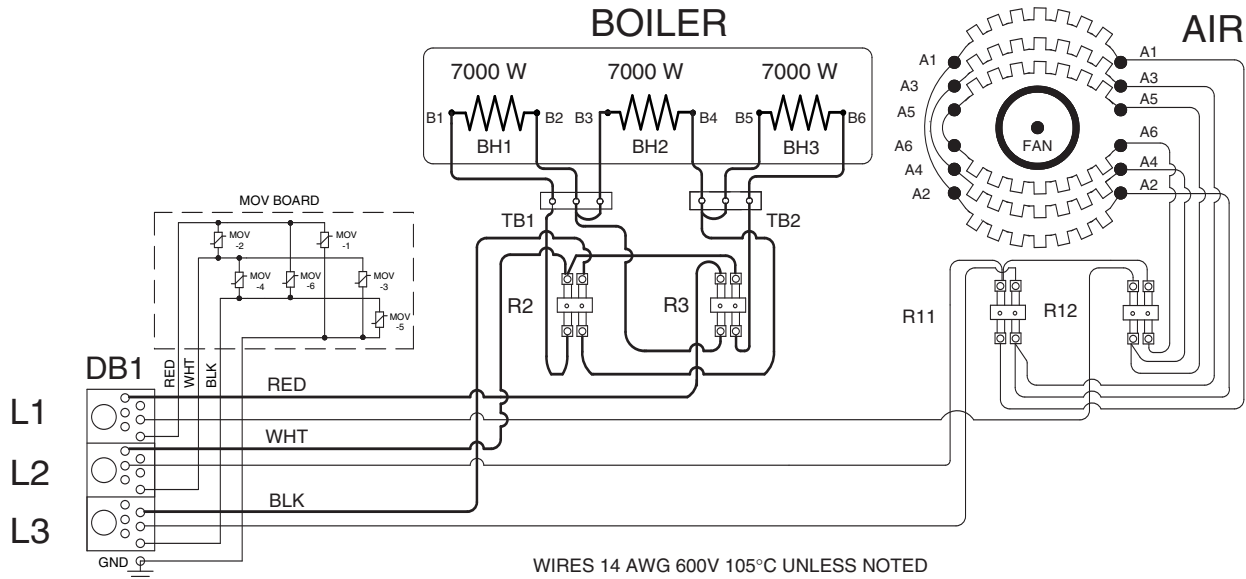 BOILER
AIR
7000 W
7000 W
7000 W
B1
B2
B3
B4
B5
B6
BH1
BH2
BH3
A1
A3
A5
A6
A4
A2
FAN
A1
A3
A5
A6
A4
A2
TB1
TB2
MOV BOARD
MOV
-2
MOV
-1
MOV
-4
MOV
-6
MOV
-3
MOV
-5
R2
R3
R11
R12
RED
WHT
BLK
DB1
RED
L1
WHT
L2
BLK
L3
GND
WIRES 14 AWG 600V 105°C UNLESS NOTED